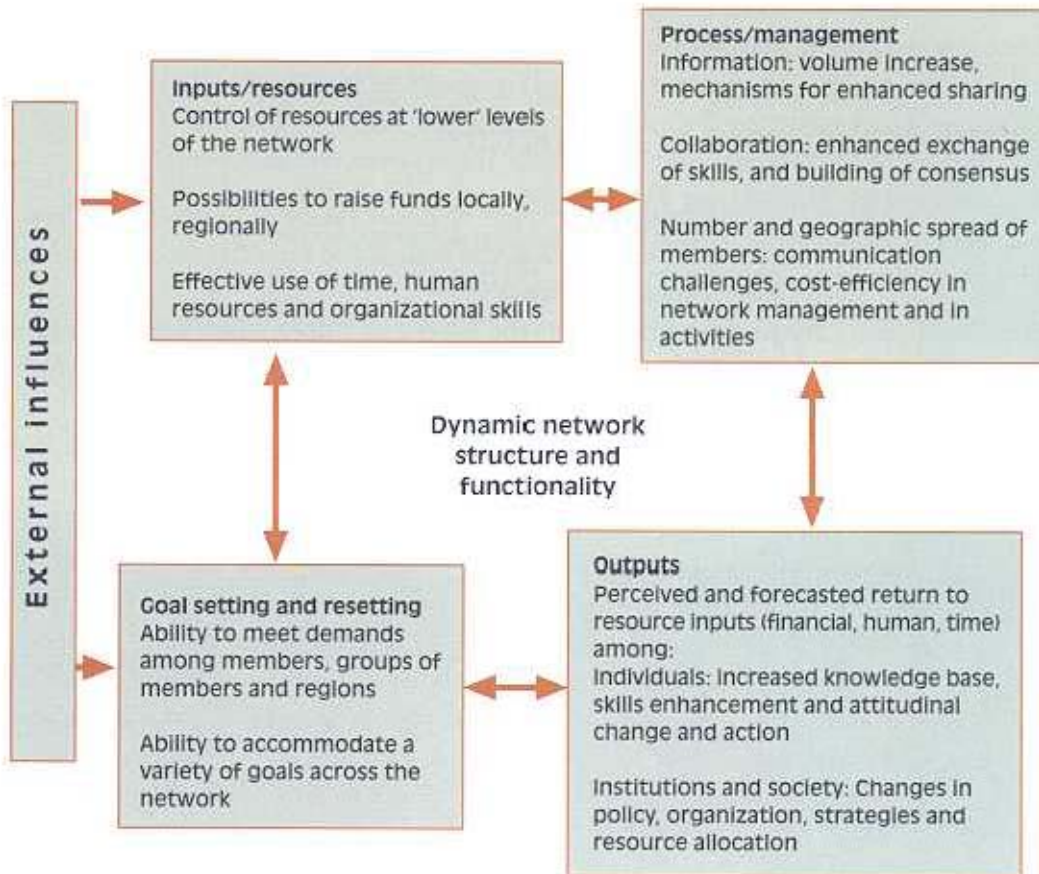 External influences
Inputs/resources
Control of resources at 'lower' levels
of the network
Possibilities to raise funds locally,
regionally
Effective use of time, human
resources and organizational skills
Process/management
Information: volume increase,
mechanisms for enhanced sharing
Collaboration: enhanced exchange
of skills, and building of consensus
Number and geographic spread of
members: communication
challenges, cost-efficiency in
network management and in
activities
Dynamic network
structure and
functionality
Goal setting and resetting
Ability to meet demands
among members, groups of
members and regions
Ability to accommodate a
variety of goals across the
network
Outputs
Perceived and forecasted return to
resource inputs (financial, human, time)
among:
Individuals: increased knowledge base,
skills enhancement and attitudinal
change and action
Institutions and society: Changes in
policy, organization, strategies and
resource allocation